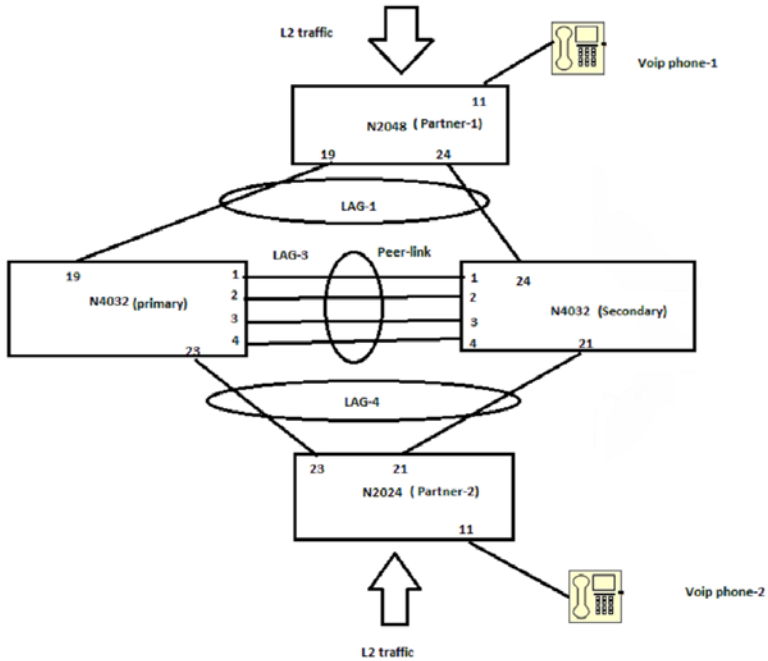 L2 traffic
Voip phone-1
11
N2048 ( Partner-1)
19 24
LAG-1
LAG-3 Peer-link
19 1 1 24
N4032 (primary) 2 2 N4032 (Secondary)
3 3
23 4 4 21
LAG-4
23 21
N2024 ( Partner-2)
11
Voip phone-2
L2 traffic